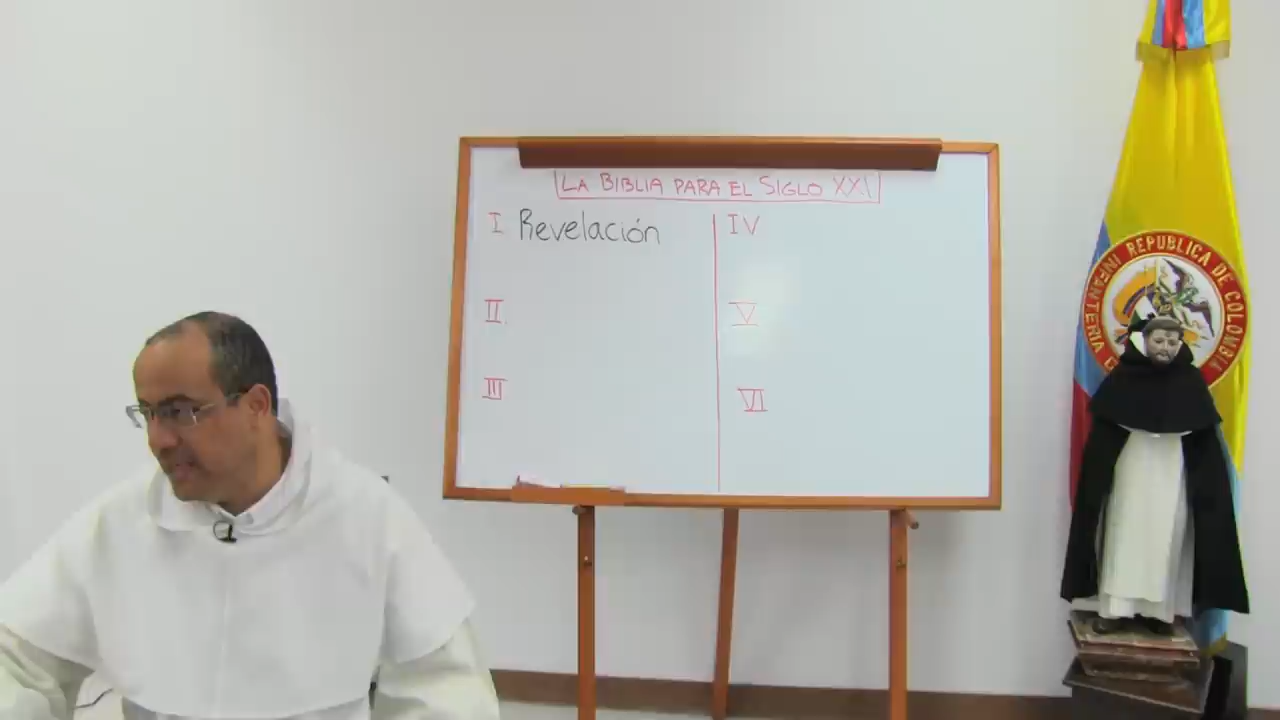 LA BIBLIA PARA EL SIGLO XXI
I Revelación
II
III
IV
V
VI
REPUBLICA DE COLOMBIA
INFANTERIA